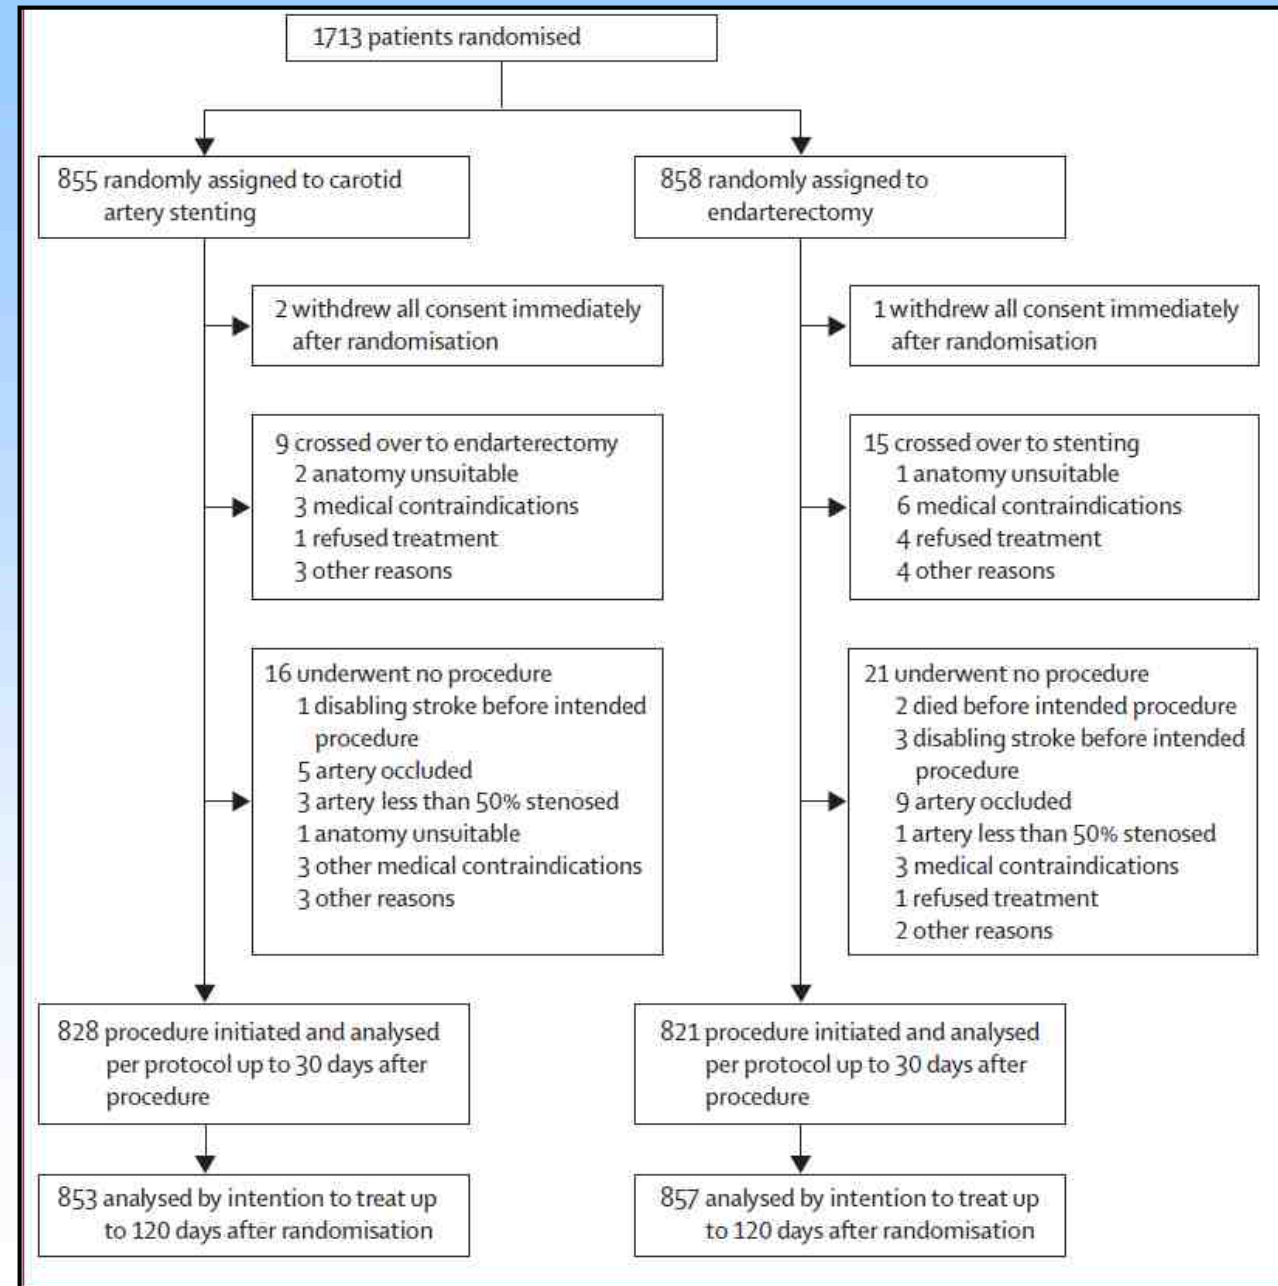 1713 patients randomised
855 randomly assigned to carotid
artery stenting
858 randomly assigned to
endarterectomy
2 withdrew all consent immediately
after randomisation
1 withdrew all consent immediately
after randomisation
9 crossed over to endarterectomy
2 anatomy unsuitable
3 medical contraindications
1 refused treatment
3 other reasons
15 crossed over to stenting
1 anatomy unsuitable
6 medical contraindications
4 refused treatment
4 other reasons
16 underwent no procedure
1 disabling stroke before intended
procedure
5 artery occluded
3 artery less than 50% stenosed
1 anatomy unsuitable
3 other medical contraindications
3 other reasons
21 underwent no procedure
2 died before intended procedure
3 disabling stroke before intended
procedure
9 artery occluded
1 artery less than 50% stenosed
3 medical contraindications
1 refused treatment
2 other reasons
828 procedure initiated and analysed
per protocol up to 30 days after
procedure
821 procedure initiated and analysed
per protocol up to 30 days after
procedure
853 analysed by intention to treat up
to 120 days after randomisation
857 analysed by intention to treat up
to 120 days after randomisation